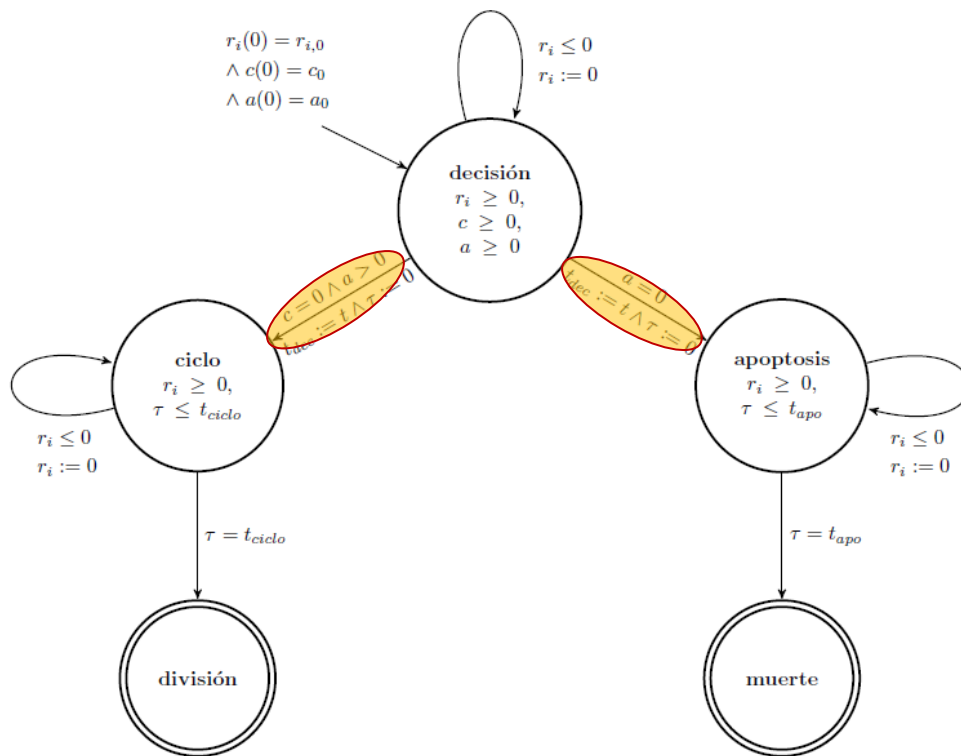 r_i(0) = r_{i,0}
∧ c(0) = c_0
∧ a(0) = a_0
r_i ≤ 0
r_i := 0
decisión
r_i ≥ 0,
c ≥ 0,
a ≥ 0
c = 0 ∧ a > 0
t_{dec} := t ∧ τ := 0
a = 0
t_{dec} := t ∧ τ := 0
ciclo
r_i ≥ 0,
τ ≤ t_{ciclo}
apoptosis
r_i ≥ 0,
τ ≤ t_{apo}
r_i ≤ 0
r_i := 0
r_i ≤ 0
r_i := 0
τ = t_{ciclo}
τ = t_{apo}
división
muerte